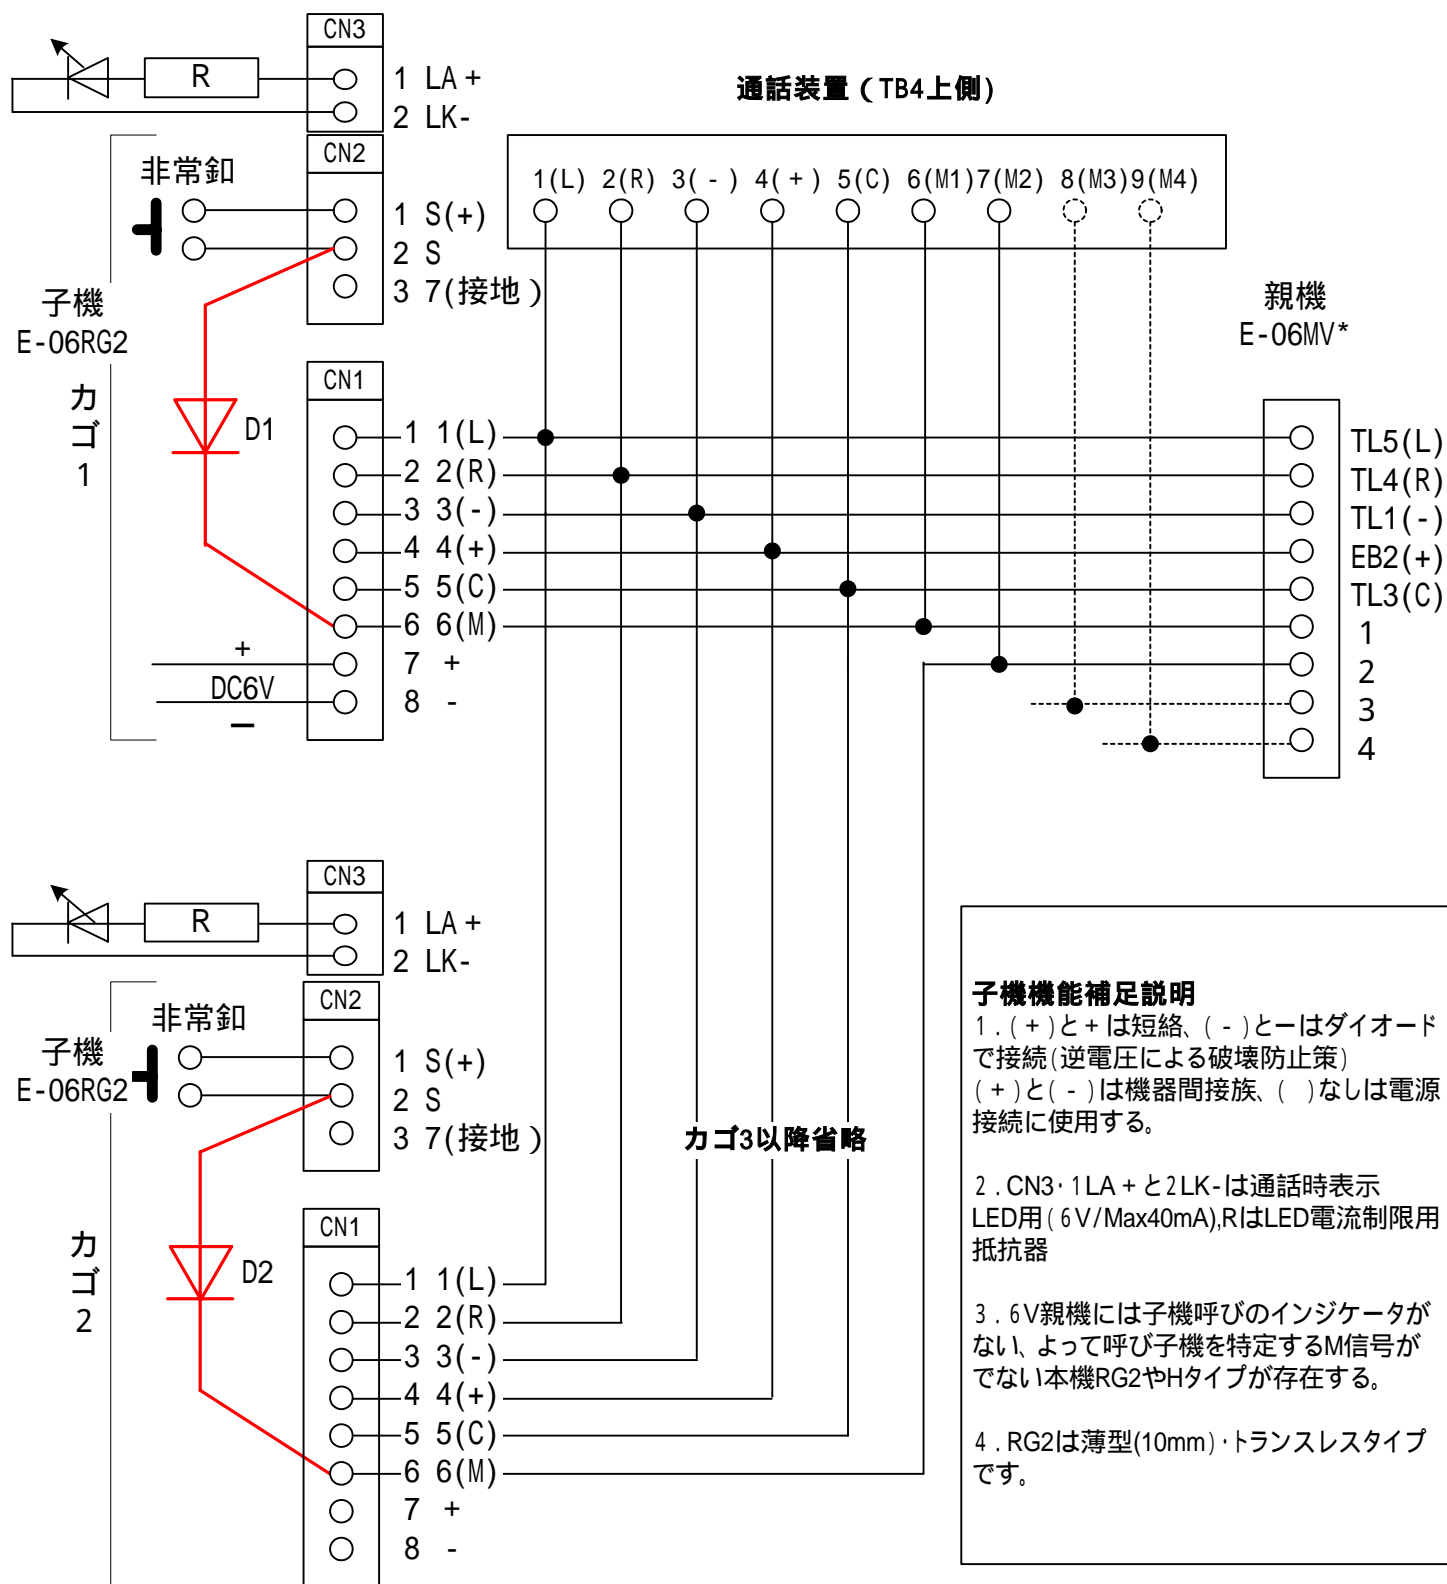 CN3
R
1 LA+
2 LK-
通話装置(TB4上側)
CN2
非常釦
1 S(+)
2 S
3 7(接地)
1(L) 2(R) 3(-) 4(+) 5(C) 6(M1) 7(M2) 8(M3) 9(M4)
子機
E-06RG2
カゴ1
親機
E-06MV*
CN1
D1
1 1(L)
2 2(R)
3 3(-)
4 4(+)
5 5(C)
6 6(M)
7 +
8 -
+
DC6V
ー
TL5(L)
TL4(R)
TL1(-)
EB2(+)
TL3(C)
1
2
3
4
CN3
R
1 LA+
2 LK-
CN2
非常釦
1 S(+)
2 S
3 7(接地)
子機
E-06RG2
カゴ2
カゴ3以降省略
CN1
D2
1 1(L)
2 2(R)
3 3(-)
4 4(+)
5 5(C)
6 6(M)
7 +
8 -
子機機能補足説明
1.(+)と+は短絡、(-)とーはダイオード
で接続(逆電圧による破壊防止策)
(+)と(-)は機器間接族、( )なしは電源
接続に使用する。
2.CN3・1LA+と2LK-は通話時表示
LED用(6V/Max40mA),RはLED電流制限用
抵抗器
3.6V親機には子機呼びのインジケータが
ない、よって呼び子機を特定するM信号が
でない本機RG2やHタイプが存在する。
4.RG2は薄型(10mm)・トランスレスタイプ
です。